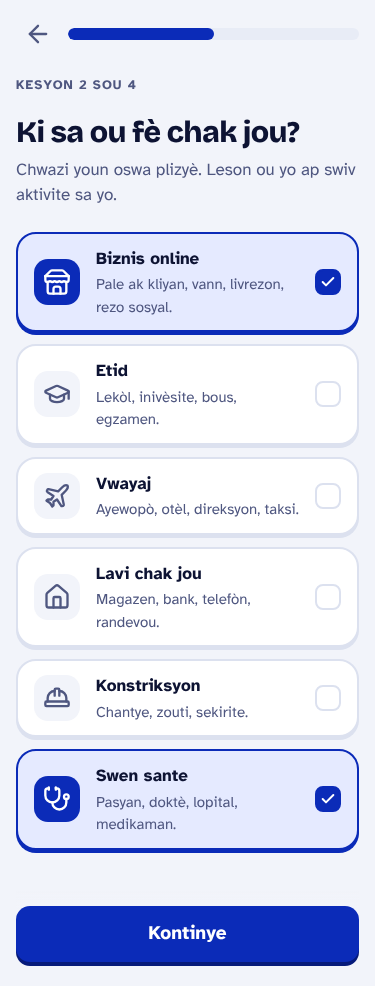 KESYON 2 SOU 4
Ki sa ou fè chak jou?
Chwazi youn oswa plizyè. Leson ou yo ap swiv
aktivite sa yo.
Biznis online
Pale ak kliyan, vann, livrezon,
rezo sosyal.
Etid
Lekòl, inivèsite, bous,
egzamen.
Vwayaj
Ayewopò, otèl, direksyon, taksi.
Lavi chak jou
Magazen, bank, telefòn,
randevou.
Konstriksyon
Chantye, zouti, sekirite.
Swen sante
Pasyan, doktè, lopital,
medikaman.
Kontinye